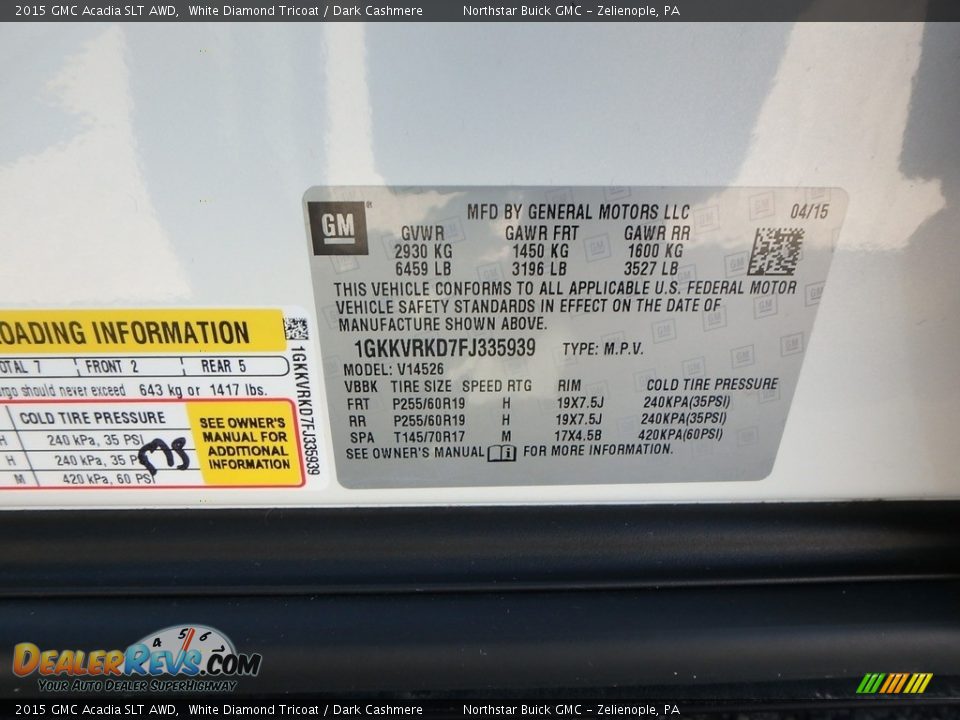 2015 GMC Acadia SLT AWD, White Diamond Tricoat / Dark Cashmere Northstar Buick GMC - Zelienople, PA
GM®
MFD BY GENERAL MOTORS LLC 04/15
GVWR GAWR FRT GAWR RR
2930 KG 1450 KG 1600 KG
6459 LB 3196 LB 3527 LB
THIS VEHICLE CONFORMS TO ALL APPLICABLE U.S. FEDERAL MOTOR
VEHICLE SAFETY STANDARDS IN EFFECT ON THE DATE OF
MANUFACTURE SHOWN ABOVE.
1GKKVRKD7FJ335939 TYPE: M.P.V.
MODEL: V14526
VBBK TIRE SIZE SPEED RTG RIM COLD TIRE PRESSURE
FRT P255/60R19 H 19X7.5J 240KPA(35PSI)
RR P255/60R19 H 19X7.5J 240KPA(35PSI)
SPA T145/70R17 M 17X4.5B 420KPA(60PSI)
SEE OWNER'S MANUAL FOR MORE INFORMATION.
OADING INFORMATION
OTAL 7 FRONT 2 REAR 5
rgo should never exceed 643 kg or 1417 lbs.
COLD TIRE PRESSURE
H 240 kPa, 35 PSI
H 240 kPa, 35 PSI
M 420 kPa, 60 PSI
SEE OWNER'S
MANUAL FOR
ADDITIONAL
INFORMATION
1GKKVRKD7FJ335939
4 5 6
DEALERREVS.COM
YOUR AUTO DEALER SUPERHIGHWAY
2015 GMC Acadia SLT AWD, White Diamond Tricoat / Dark Cashmere Northstar Buick GMC - Zelienople, PA